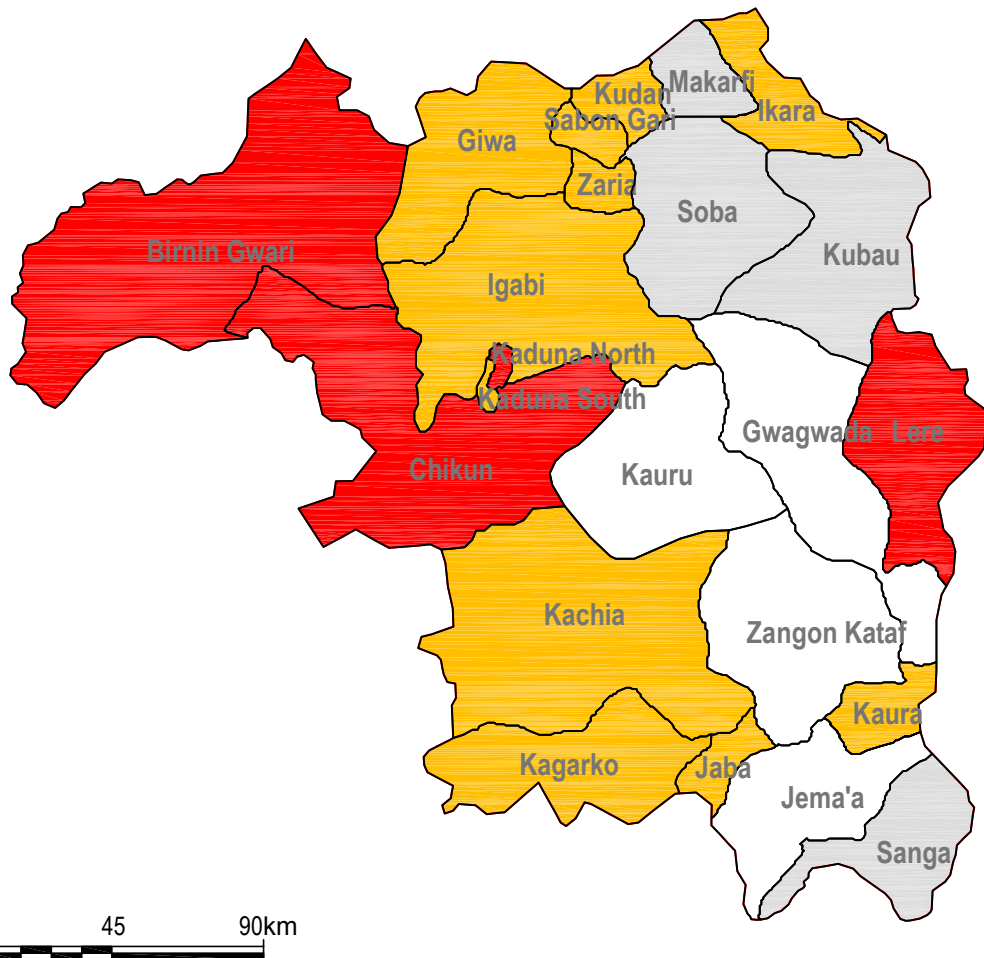 Makarfi
Kudan
Ikara
Sabon Gari
Giwa
Zaria
Soba
Birnin Gwari
Kubau
Igabi
Kaduna North
Kaduna South
Gwagwada
Lere
Chikun
Kauru
Kachia
Zangon Kataf
Kaura
Kagarko
Jaba
Jema'a
Sanga
45
90km